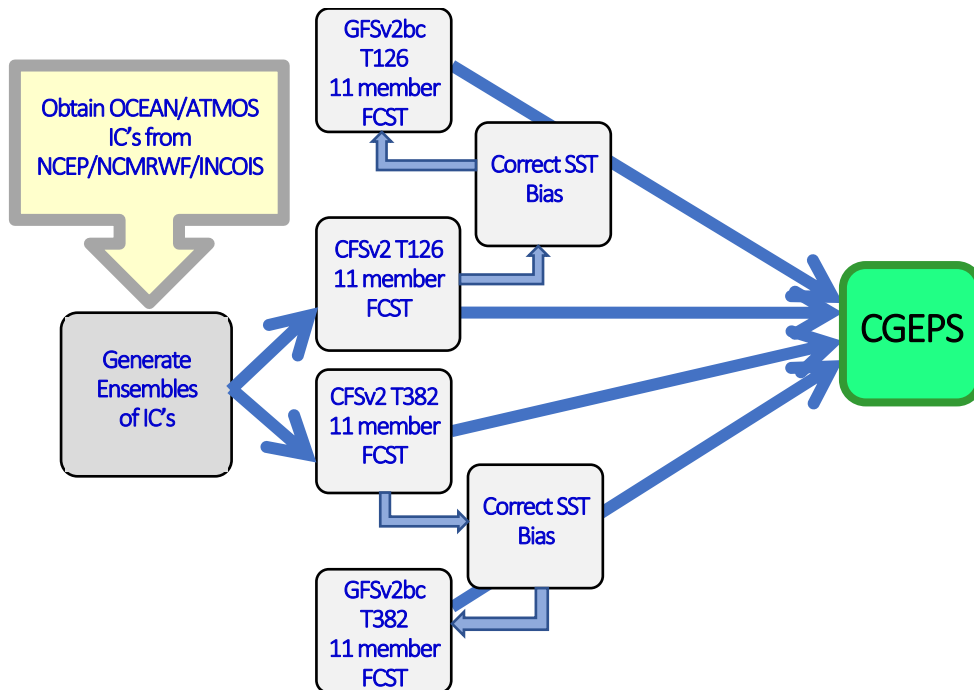 GFSv2bc
T126
11 member
FCST
Obtain OCEAN/ATMOS
IC's from
NCEP/NCMRWF/INCOIS
Correct SST
Bias
CFSv2 T126
11 member
FCST
CGEPS
Generate
Ensembles
of IC's
CFSv2 T382
11 member
FCST
Correct SST
Bias
GFSv2bc
T382
11 member
FCST